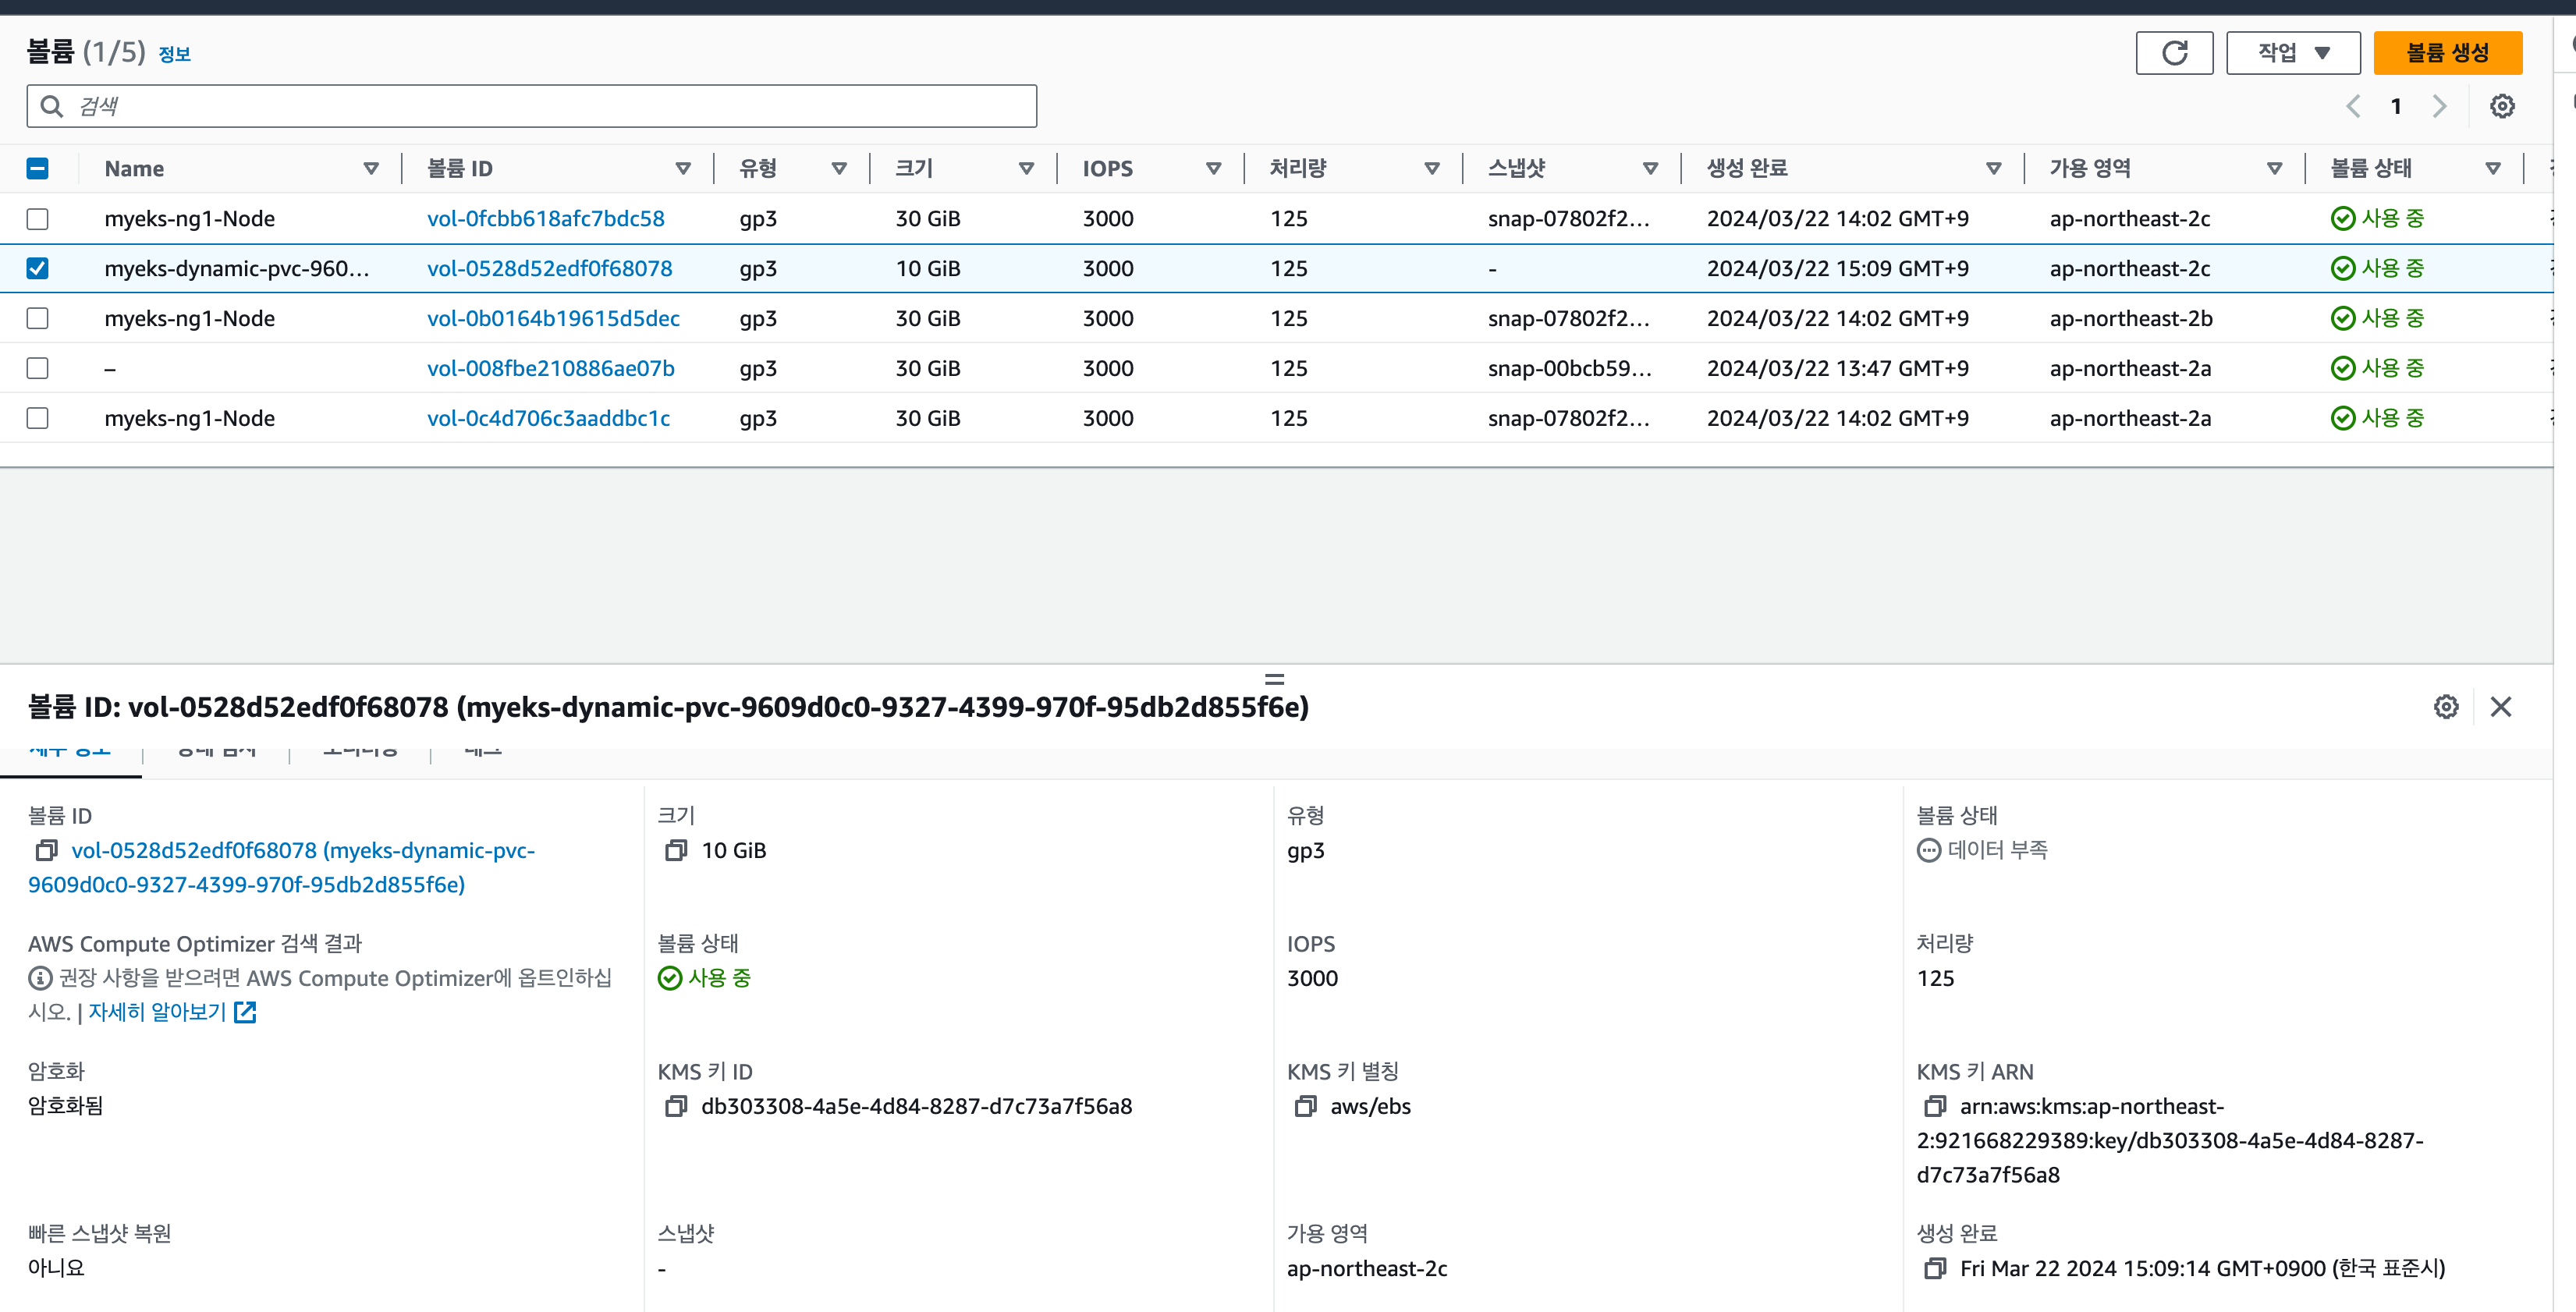 볼륨 (1/5) 정보
작업
볼륨 생성
검색
1
Name 볼륨 ID 유형 크기 IOPS 처리량 스냅샷 생성 완료 가용 영역 볼륨 상태
myeks-ng1-Node vol-0fcbb618afc7bdc58 gp3 30 GiB 3000 125 snap-07802f2... 2024/03/22 14:02 GMT+9 ap-northeast-2c 사용 중
myeks-dynamic-pvc-960... vol-0528d52edf0f68078 gp3 10 GiB 3000 125 - 2024/03/22 15:09 GMT+9 ap-northeast-2c 사용 중
myeks-ng1-Node vol-0b0164b19615d5dec gp3 30 GiB 3000 125 snap-07802f2... 2024/03/22 14:02 GMT+9 ap-northeast-2b 사용 중
– vol-008fbe210886ae07b gp3 30 GiB 3000 125 snap-00bcb59... 2024/03/22 13:47 GMT+9 ap-northeast-2a 사용 중
myeks-ng1-Node vol-0c4d706c3aaddbc1c gp3 30 GiB 3000 125 snap-07802f2... 2024/03/22 14:02 GMT+9 ap-northeast-2a 사용 중
볼륨 ID: vol-0528d52edf0f68078 (myeks-dynamic-pvc-9609d0c0-9327-4399-970f-95db2d855f6e)
볼륨 ID
vol-0528d52edf0f68078 (myeks-dynamic-pvc-
9609d0c0-9327-4399-970f-95db2d855f6e)
크기
10 GiB
유형
gp3
볼륨 상태
데이터 부족
AWS Compute Optimizer 검색 결과
권장 사항을 받으려면 AWS Compute Optimizer에 옵트인하십
시오. | 자세히 알아보기
볼륨 상태
사용 중
IOPS
3000
처리량
125
암호화
암호화됨
KMS 키 ID
db303308-4a5e-4d84-8287-d7c73a7f56a8
KMS 키 별칭
aws/ebs
KMS 키 ARN
arn:aws:kms:ap-northeast-
2:921668229389:key/db303308-4a5e-4d84-8287-
d7c73a7f56a8
빠른 스냅샷 복원
아니요
스냅샷
-
가용 영역
ap-northeast-2c
생성 완료
Fri Mar 22 2024 15:09:14 GMT+0900 (한국 표준시)